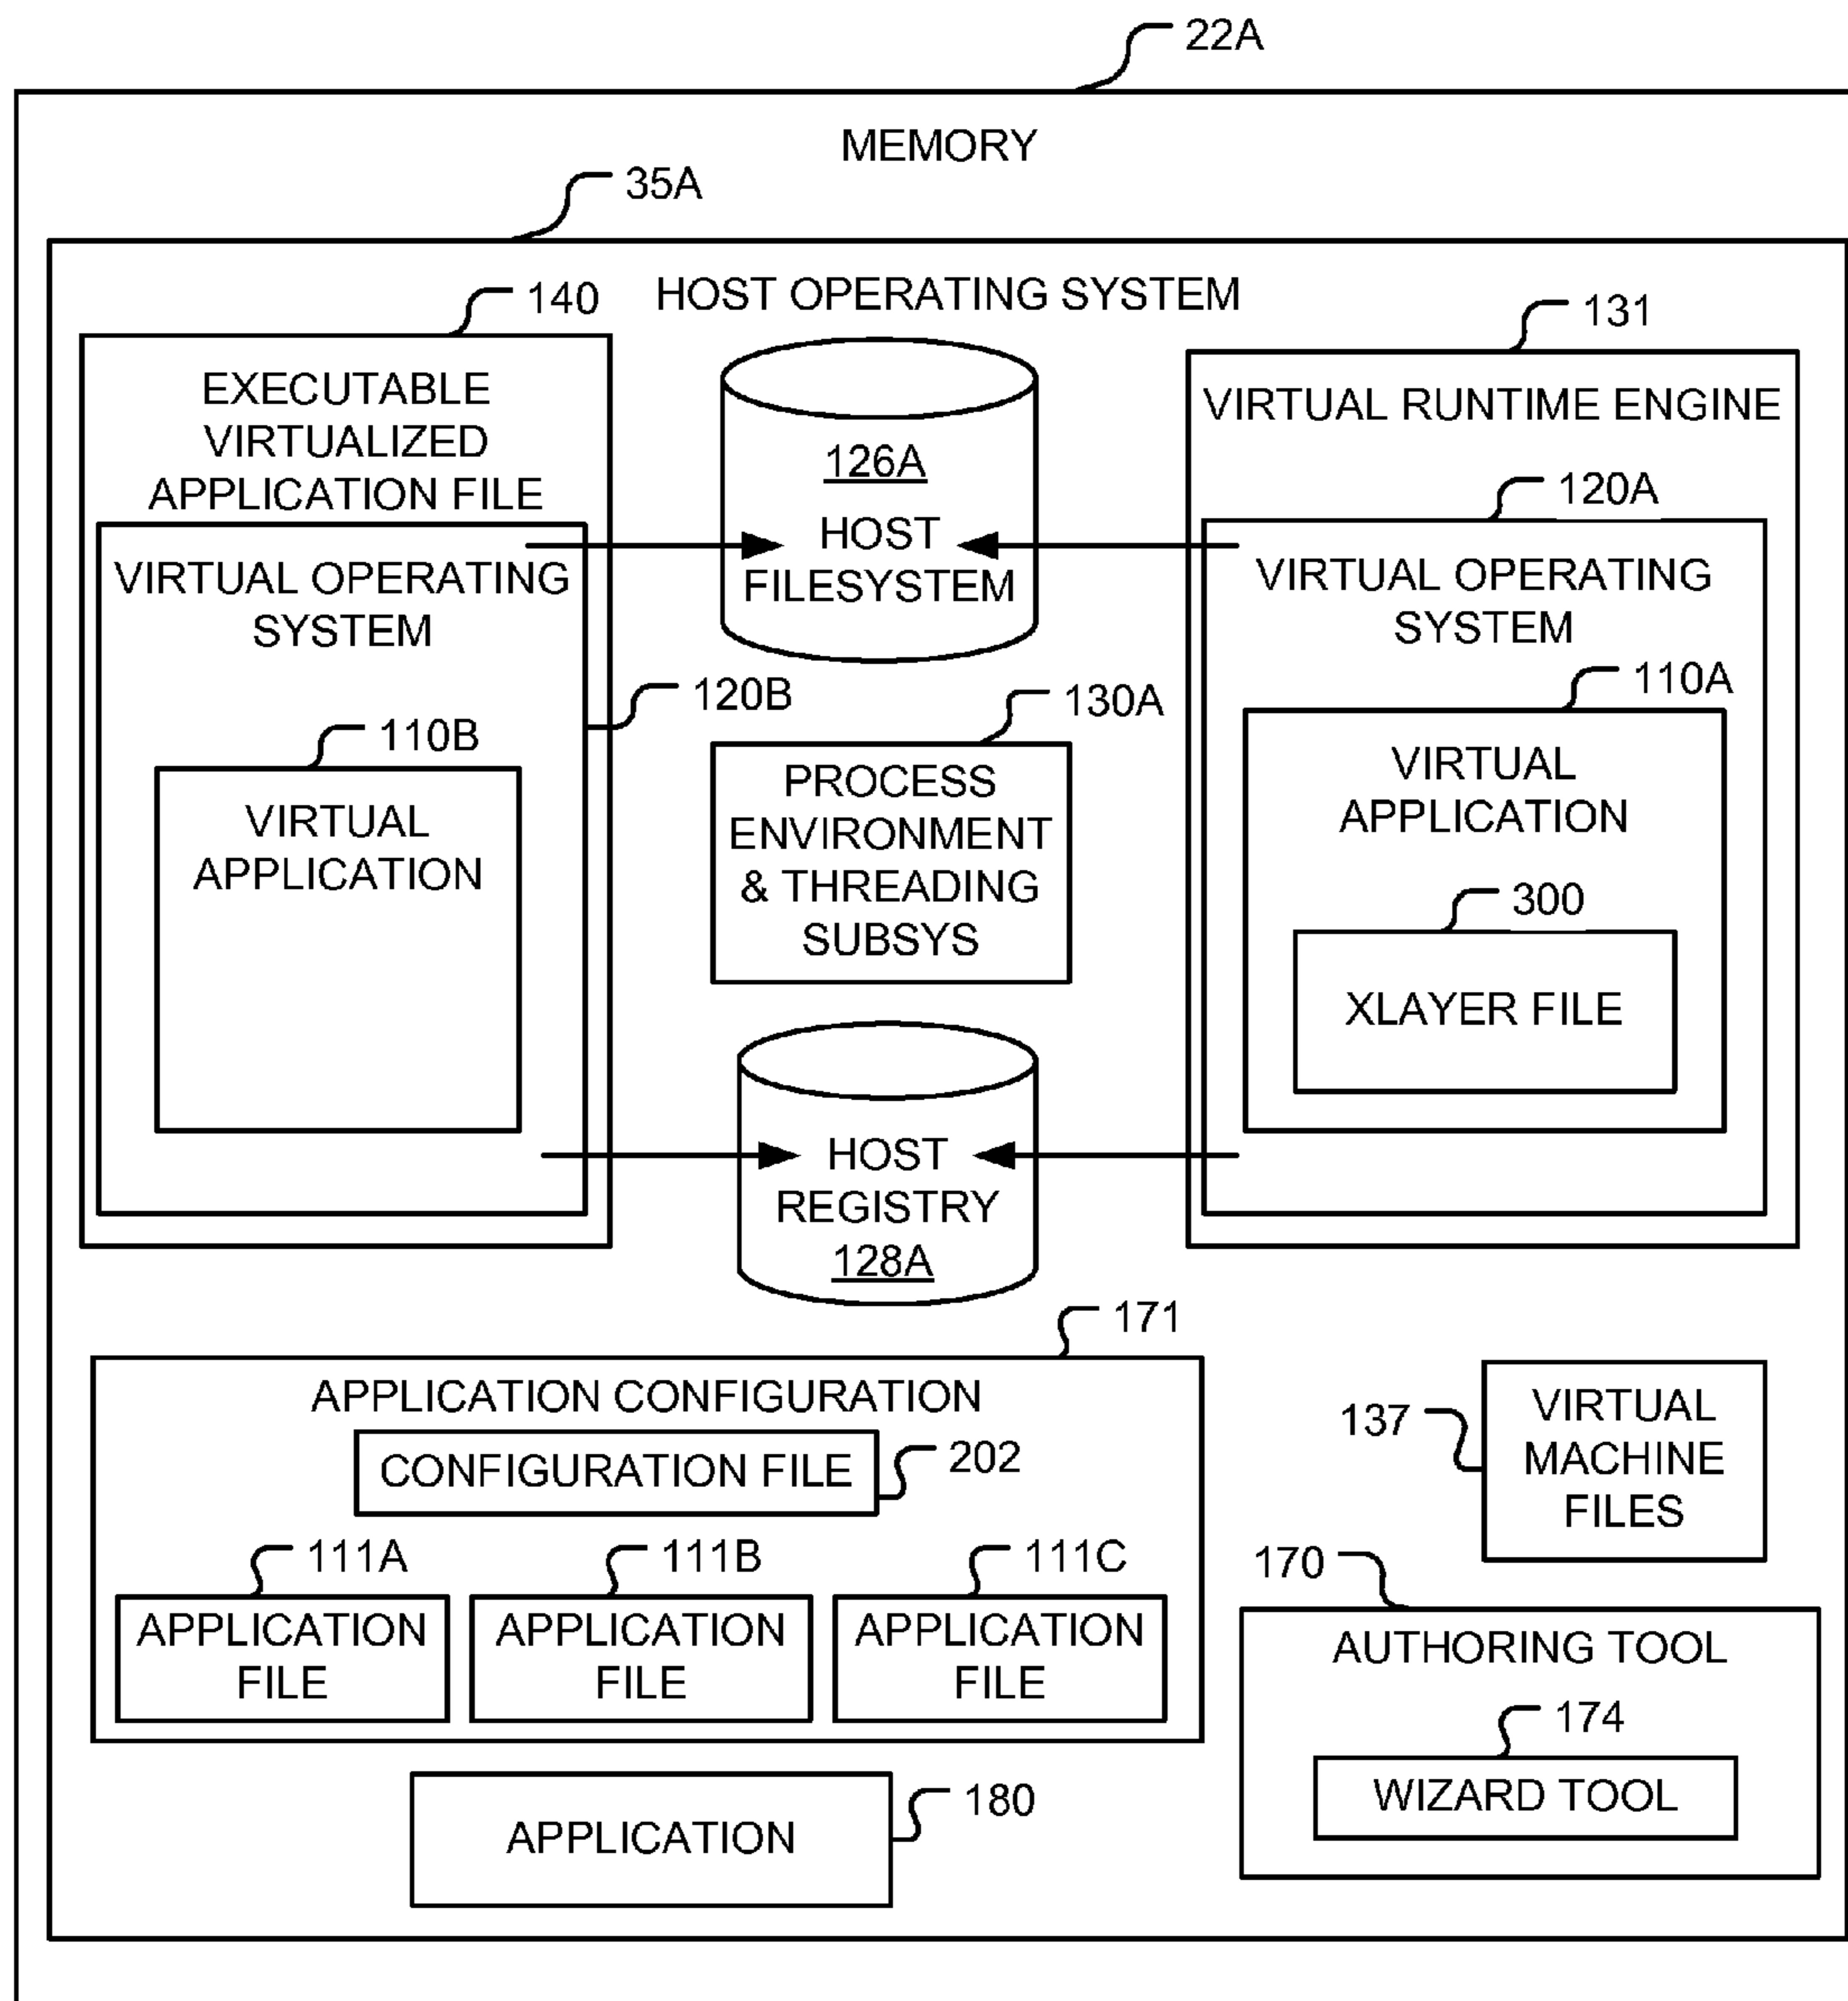 22A
MEMORY
35A
HOST OPERATING SYSTEM
140
EXECUTABLE
VIRTUALIZED
APPLICATION FILE
VIRTUAL OPERATING
SYSTEM
120B
110B
VIRTUAL
APPLICATION
126A
HOST
FILESYSTEM
130A
PROCESS
ENVIRONMENT
& THREADING
SUBSYS
HOST
REGISTRY
128A
131
VIRTUAL RUNTIME ENGINE
120A
VIRTUAL OPERATING
SYSTEM
110A
VIRTUAL
APPLICATION
300
XLAYER FILE
171
APPLICATION CONFIGURATION
CONFIGURATION FILE
202
111A
APPLICATION
FILE
111B
APPLICATION
FILE
111C
APPLICATION
FILE
137
VIRTUAL
MACHINE
FILES
170
AUTHORING TOOL
174
WIZARD TOOL
APPLICATION
180